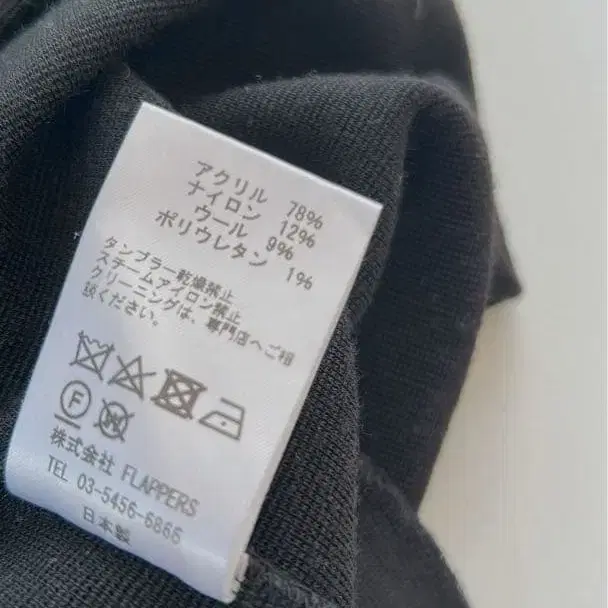 アクリル 78%
ナイロン 12%
ウール 9%
ポリウレタン 1%
タンブラー乾燥禁止
スチームアイロン禁止
クリーニングは、専門店へご相
談ください。
F
W
株式会社 FLAPPERS
TEL 03-5456-6866
日本製